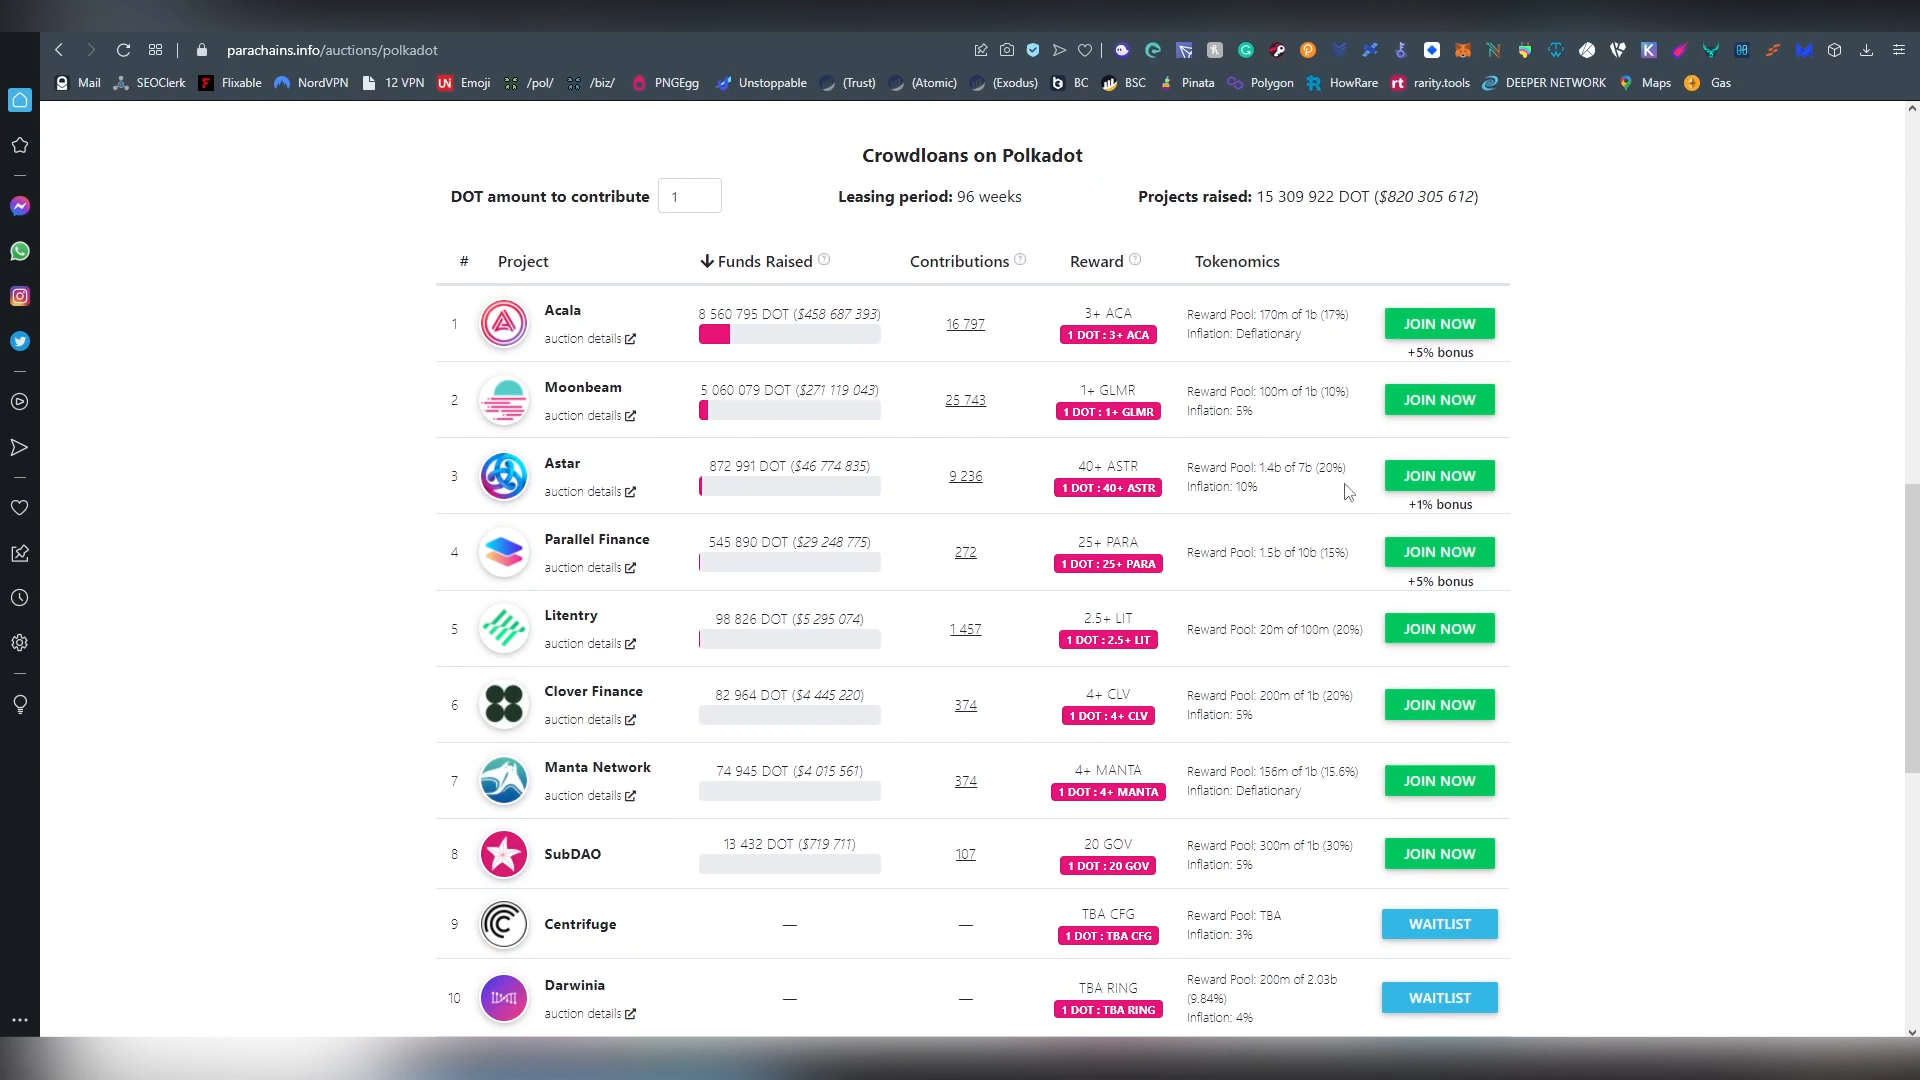 parachains.info/auctions/polkadot
Mail SEOClerk Flixable NordVPN 12 VPN Emoji /pol/ /biz/ PNGEgg Unstoppable (Trust) (Atomic) (Exodus) BC BSC Pinata Polygon HowRare rarity.tools DEEPER NETWORK Maps Gas
Crowdloans on Polkadot
DOT amount to contribute 1 Leasing period: 96 weeks Projects raised: 15 309 922 DOT ($820 305 612)
# Project Funds Raised Contributions Reward Tokenomics
1 Acala 8 560 795 DOT ($458 687 393) 16 797 3+ ACA Reward Pool: 170m of 1b (17%) JOIN NOW
auction details 1 DOT : 3+ ACA Inflation: Deflationary +5% bonus
2 Moonbeam 5 060 079 DOT ($271 119 043) 25 743 1+ GLMR Reward Pool: 100m of 1b (10%) JOIN NOW
auction details 1 DOT : 1+ GLMR Inflation: 5%
3 Astar 872 991 DOT ($46 774 835) 9 236 40+ ASTR Reward Pool: 1.4b of 7b (20%) JOIN NOW
auction details 1 DOT : 40+ ASTR Inflation: 10% +1% bonus
4 Parallel Finance 545 890 DOT ($29 248 775) 272 25+ PARA Reward Pool: 1.5b of 10b (15%) JOIN NOW
auction details 1 DOT : 25+ PARA +5% bonus
5 Litentry 98 826 DOT ($5 295 074) 1 457 2.5+ LIT Reward Pool: 20m of 100m (20%) JOIN NOW
auction details 1 DOT : 2.5+ LIT
6 Clover Finance 82 964 DOT ($4 445 220) 374 4+ CLV Reward Pool: 200m of 1b (20%) JOIN NOW
auction details 1 DOT : 4+ CLV Inflation: 5%
7 Manta Network 74 945 DOT ($4 015 561) 374 4+ MANTA Reward Pool: 156m of 1b (15.6%) JOIN NOW
auction details 1 DOT : 4+ MANTA Inflation: Deflationary
8 SubDAO 13 432 DOT ($719 711) 107 20 GOV Reward Pool: 300m of 1b (30%) JOIN NOW
1 DOT : 20 GOV Inflation: 5%
9 Centrifuge — — TBA CFG Reward Pool: TBA WAITLIST
1 DOT : TBA CFG Inflation: 3%
10 Darwinia — — TBA RING Reward Pool: 200m of 2.03b WAITLIST
(9.84%)
auction details 1 DOT : TBA RING Inflation: 4%